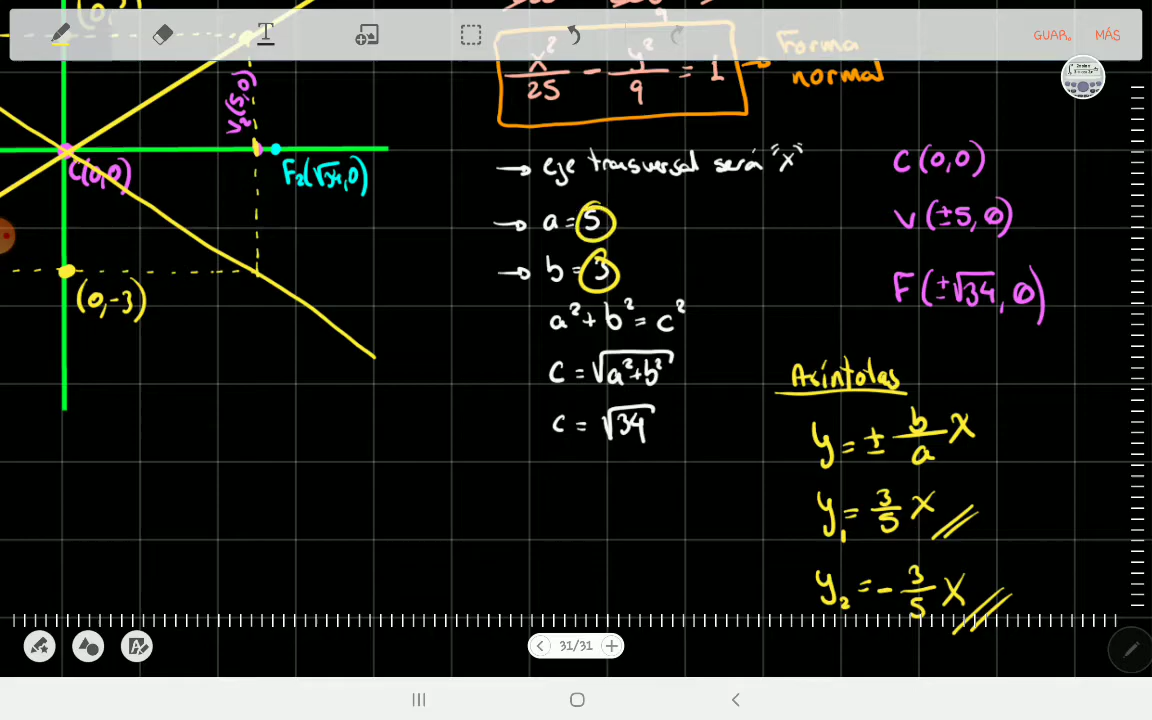 GUAR. MÁS
T
x²/25 - y²/9 = 1 → Forma
normal
V₂(5,0)
C(0,0)
F₂(√34,0)
(0,-3)
→ eje transversal será "x"
→ a = 5
→ b = 3
a² + b² = c²
c = √a²+b²
c = √34
C (0,0)
V (±5, 0)
F (±√34, 0)
Asíntotas
y = ± b/a x
y₁ = 3/5 x //
y₂ = - 3/5 x //
31/31